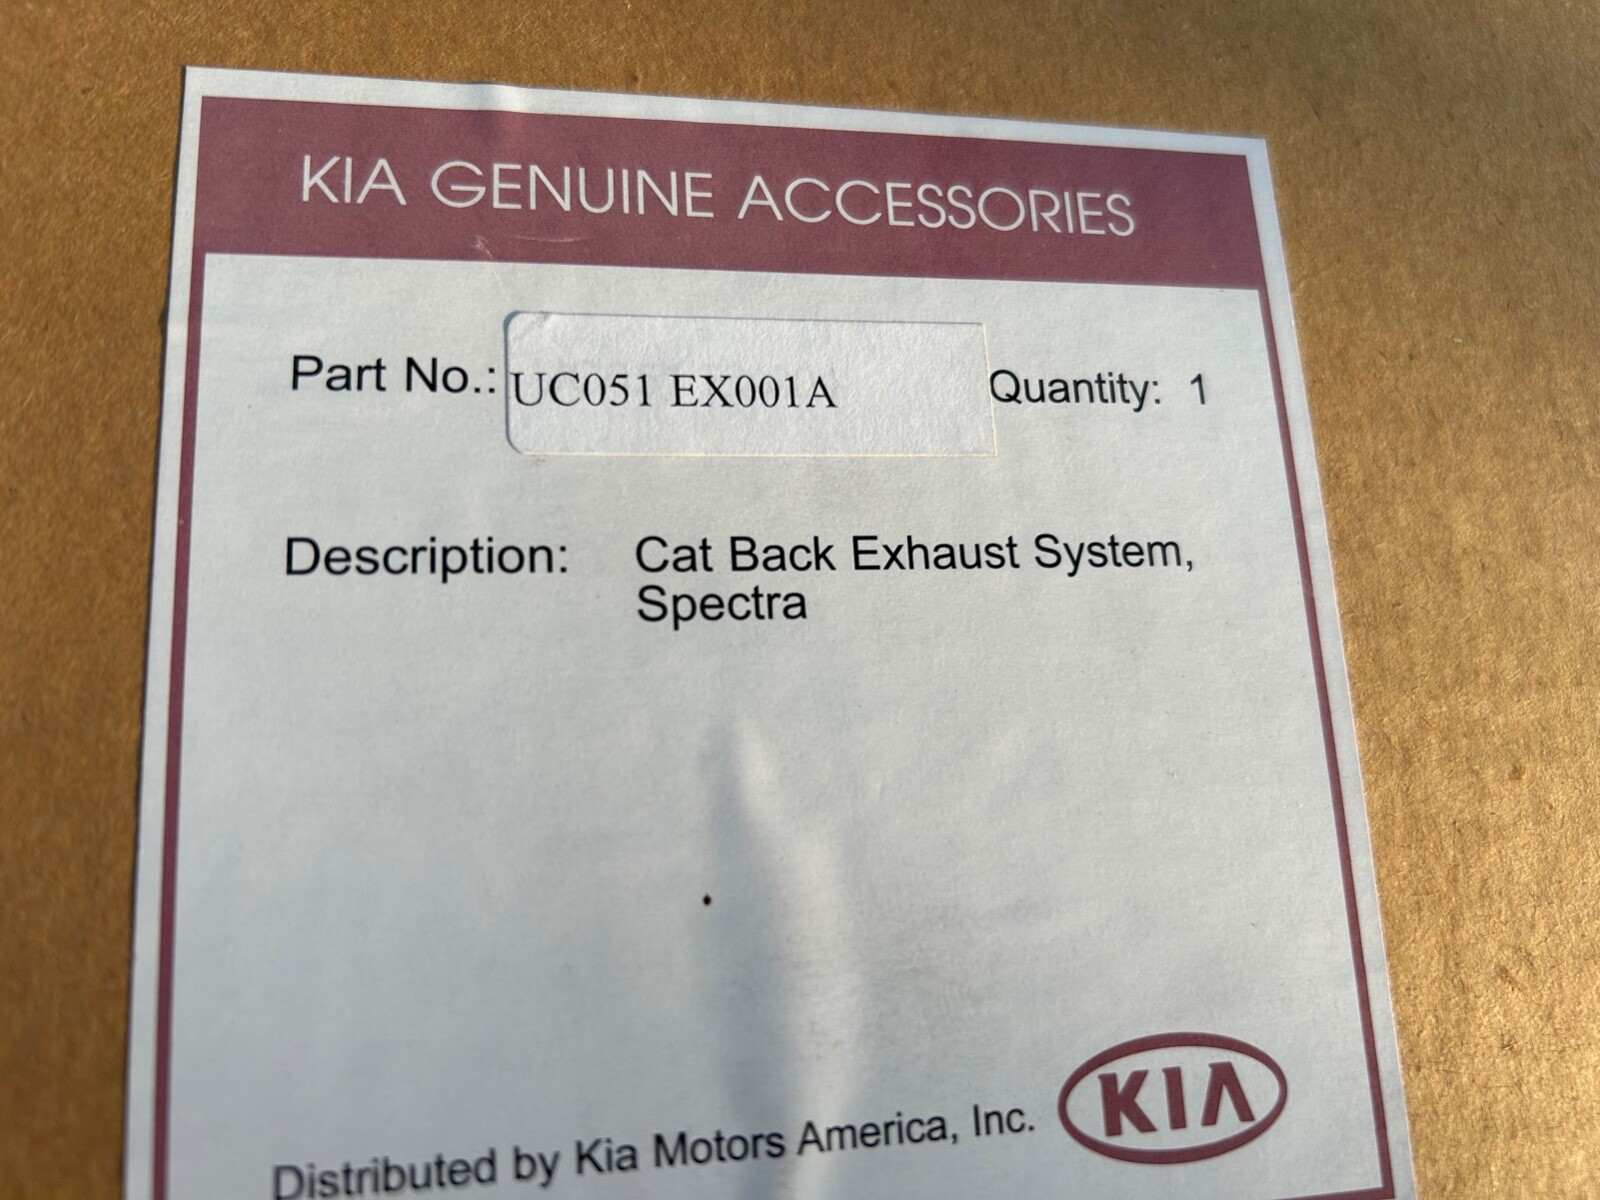 KIA GENUINE ACCESSORIES
Part No.: UC051 EX001A Quantity: 1
Description: Cat Back Exhaust System,
Spectra
Distributed by Kia Motors America, Inc. KIA